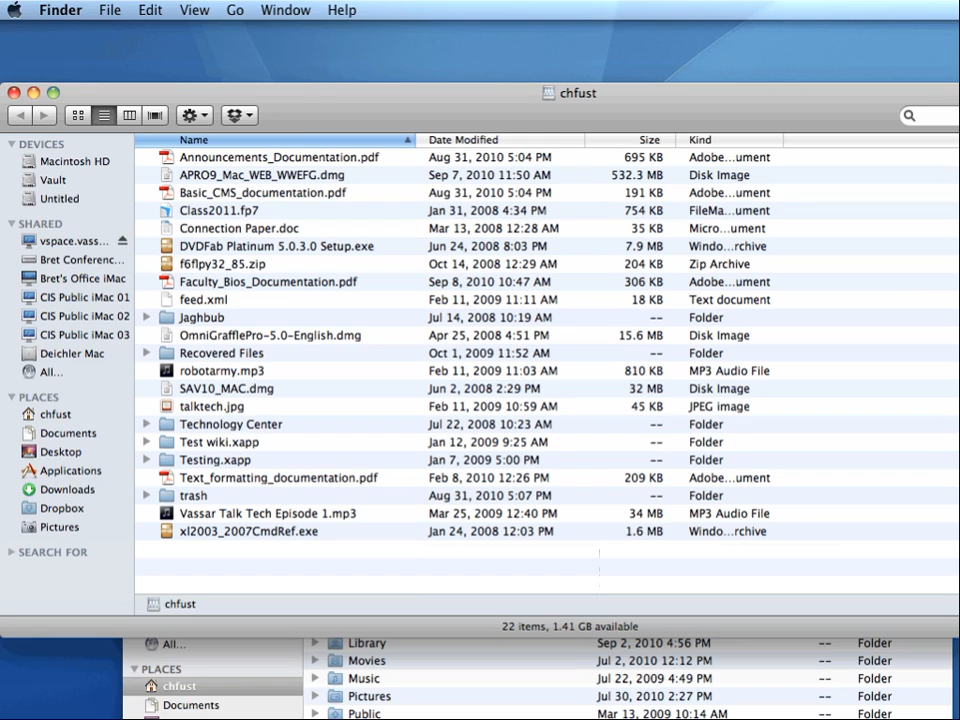 Finder File Edit View Go Window Help
chfust
DEVICES
Macintosh HD
Vault
Untitled
SHARED
vspace.vass...
Bret Conferenc...
Bret's Office iMac
CIS Public iMac 01
CIS Public iMac 02
CIS Public iMac 03
Deichler Mac
All...
PLACES
chfust
Documents
Desktop
Applications
Downloads
Dropbox
Pictures
SEARCH FOR
Name Date Modified Size Kind
Announcements_Documentation.pdf Aug 31, 2010 5:04 PM 695 KB Adobe...ument
APRO9_Mac_WEB_WWEFG.dmg Sep 7, 2010 11:50 AM 532.3 MB Disk Image
Basic_CMS_documentation.pdf Aug 31, 2010 5:04 PM 191 KB Adobe...ument
Class2011.fp7 Jan 31, 2008 4:34 PM 754 KB FileMa...ument
Connection Paper.doc Mar 13, 2008 12:28 AM 35 KB Micro...ument
DVDFab Platinum 5.0.3.0 Setup.exe Jun 24, 2008 8:03 PM 7.9 MB Windo...rchive
f6flpy32_85.zip Oct 14, 2008 12:29 AM 204 KB Zip Archive
Faculty_Bios_Documentation.pdf Sep 8, 2010 10:47 AM 306 KB Adobe...ument
feed.xml Feb 11, 2009 11:11 AM 18 KB Text document
Jaghbub Jul 14, 2008 10:19 AM -- Folder
OmniGrafflePro-5.0-English.dmg Apr 25, 2008 4:51 PM 15.6 MB Disk Image
Recovered Files Oct 1, 2009 11:52 AM -- Folder
robotarmy.mp3 Feb 11, 2009 11:03 AM 810 KB MP3 Audio File
SAV10_MAC.dmg Jun 2, 2008 2:29 PM 32 MB Disk Image
talktech.jpg Feb 11, 2009 10:59 AM 45 KB JPEG image
Technology Center Jul 22, 2008 10:23 AM -- Folder
Test wiki.xapp Jan 12, 2009 9:25 AM -- Folder
Testing.xapp Jan 7, 2009 5:00 PM -- Folder
Text_formatting_documentation.pdf Feb 8, 2010 12:26 PM 209 KB Adobe...ument
trash Aug 31, 2010 5:07 PM -- Folder
Vassar Talk Tech Episode 1.mp3 Mar 25, 2009 12:40 PM 34 MB MP3 Audio File
xl2003_2007CmdRef.exe Jan 24, 2008 12:03 PM 1.6 MB Windo...rchive
chfust
22 items, 1.41 GB available
All...
PLACES
chfust
Documents
Library Sep 2, 2010 4:56 PM -- Folder
Movies Jul 2, 2010 12:12 PM -- Folder
Music Jul 22, 2009 4:49 PM -- Folder
Pictures Jul 30, 2010 2:27 PM -- Folder
Public Mar 13, 2009 10:14 AM -- Folder